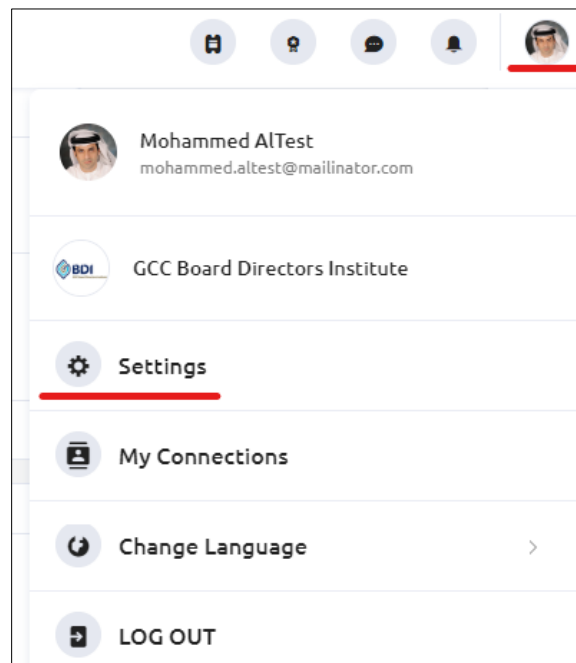 Mohammed AlTest
mohammed.altest@mailinator.com
BDI
GCC Board Directors Institute
Settings
My Connections
Change Language
LOG OUT